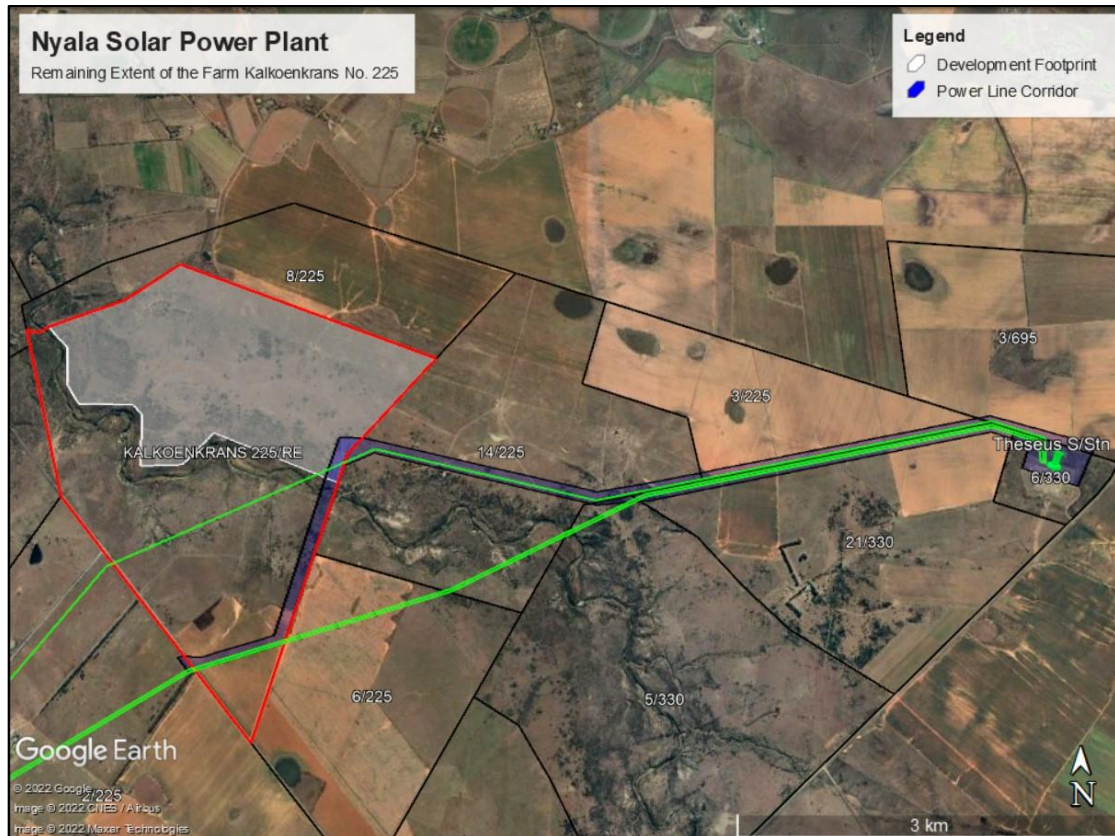 Nyala Solar Power Plant
Remaining Extent of the Farm Kalkoenkrans No. 225
Legend
Development Footprint
Power Line Corridor
8/225
3/695
3/225
KALKOENKRANS 225/RE
14/225
Theseus S/Stn
6/330
21/330
6/225
5/330
Google Earth
© 2022 Google
2/225
Image © 2022 CNES / Airbus
Image © 2022 Maxar Technologies
N
3 km